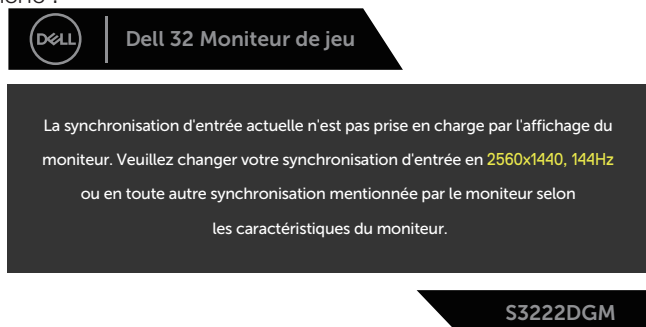 DELL
Dell 32 Moniteur de jeu
La synchronisation d'entrée actuelle n'est pas prise en charge par l'affichage du
moniteur. Veuillez changer votre synchronisation d'entrée en 2560x1440, 144Hz
ou en toute autre synchronisation mentionnée par le moniteur selon
les caractéristiques du moniteur.
S3222DGM